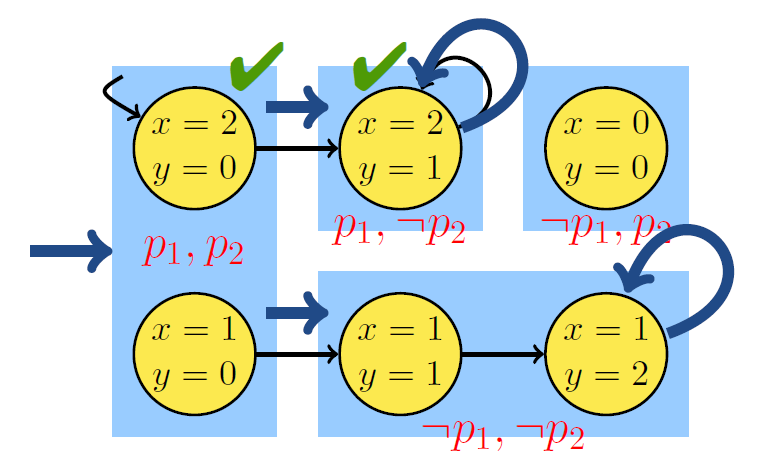 x = 2
y = 0
x = 2
y = 1
x = 0
y = 0
p₁, p₂
p₁, ¬p₂
¬p₁, p₂
x = 1
y = 0
x = 1
y = 1
x = 1
y = 2
¬p₁, ¬p₂